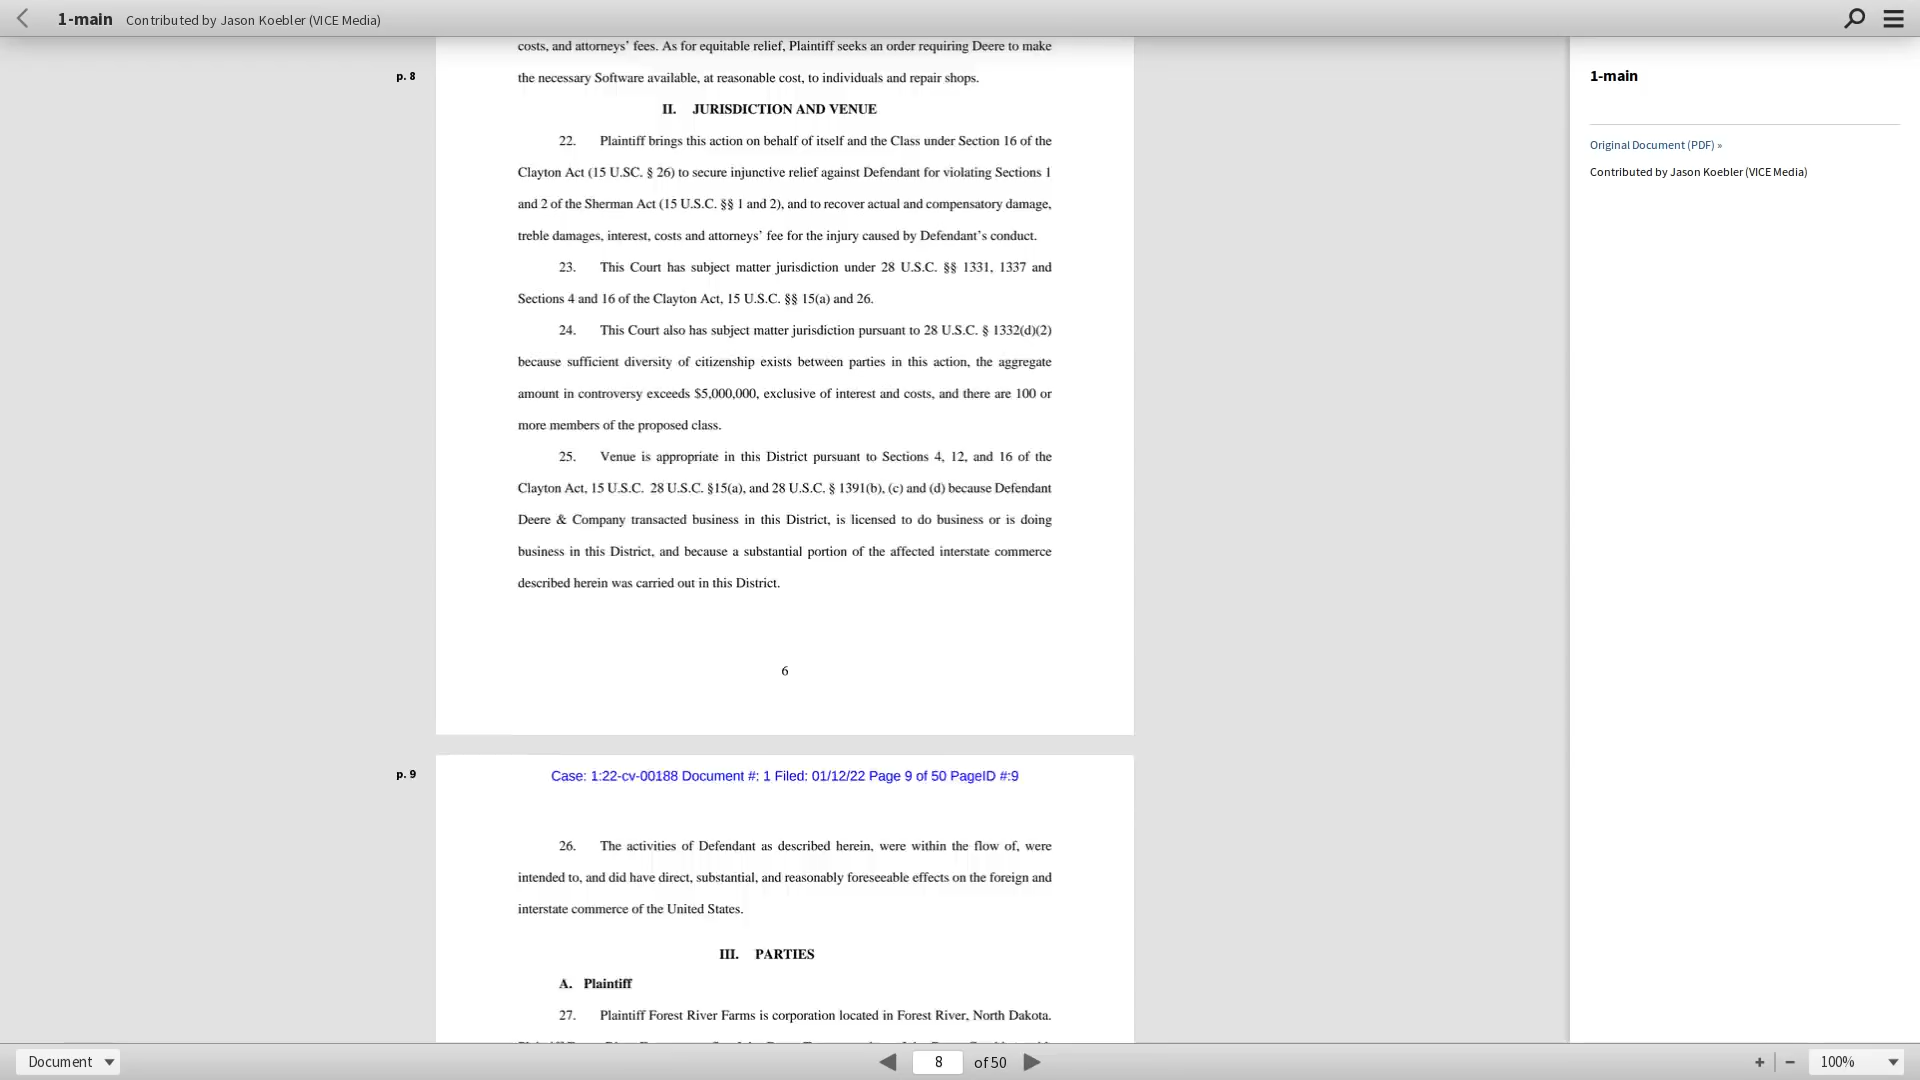 1-main Contributed by Jason Koebler (VICE Media)
costs, and attorneys' fees. As for equitable relief, Plaintiff seeks an order requiring Deere to make
p. 8
the necessary Software available, at reasonable cost, to individuals and repair shops.
II. JURISDICTION AND VENUE
22. Plaintiff brings this action on behalf of itself and the Class under Section 16 of the
Clayton Act (15 U.SC. § 26) to secure injunctive relief against Defendant for violating Sections 1
and 2 of the Sherman Act (15 U.S.C. §§ 1 and 2), and to recover actual and compensatory damage,
treble damages, interest, costs and attorneys' fee for the injury caused by Defendant's conduct.
23. This Court has subject matter jurisdiction under 28 U.S.C. §§ 1331, 1337 and
Sections 4 and 16 of the Clayton Act, 15 U.S.C. §§ 15(a) and 26.
24. This Court also has subject matter jurisdiction pursuant to 28 U.S.C. § 1332(d)(2)
because sufficient diversity of citizenship exists between parties in this action, the aggregate
amount in controversy exceeds $5,000,000, exclusive of interest and costs, and there are 100 or
more members of the proposed class.
25. Venue is appropriate in this District pursuant to Sections 4, 12, and 16 of the
Clayton Act, 15 U.S.C. 28 U.S.C. §15(a), and 28 U.S.C. § 1391(b), (c) and (d) because Defendant
Deere & Company transacted business in this District, is licensed to do business or is doing
business in this District, and because a substantial portion of the affected interstate commerce
described herein was carried out in this District.
6
p. 9
Case: 1:22-cv-00188 Document #: 1 Filed: 01/12/22 Page 9 of 50 PageID #:9
26. The activities of Defendant as described herein, were within the flow of, were
intended to, and did have direct, substantial, and reasonably foreseeable effects on the foreign and
interstate commerce of the United States.
III. PARTIES
A. Plaintiff
27. Plaintiff Forest River Farms is corporation located in Forest River, North Dakota.
1-main
Original Document (PDF) »
Contributed by Jason Koebler (VICE Media)
Document
8 of 50
+ − 100%